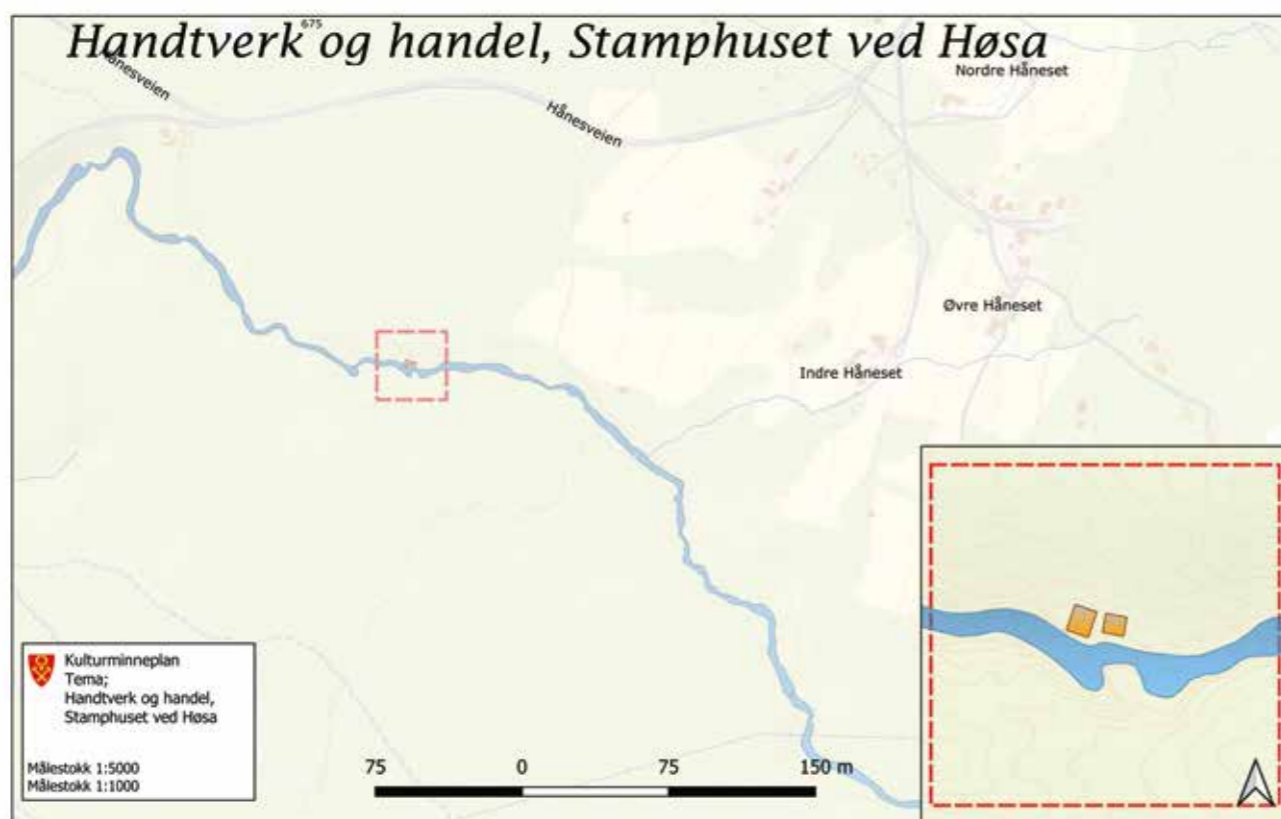 675
Handtverk og handel, Stamphuset ved Høsa
Hånesveien
Hånesveien
Nordre Håneset
Øvre Håneset
Indre Håneset
Kulturminneplan
Tema;
Handtverk og handel,
Stamphuset ved Høsa
Målestokk 1:5000
Målestokk 1:1000
75 0 75 150 m